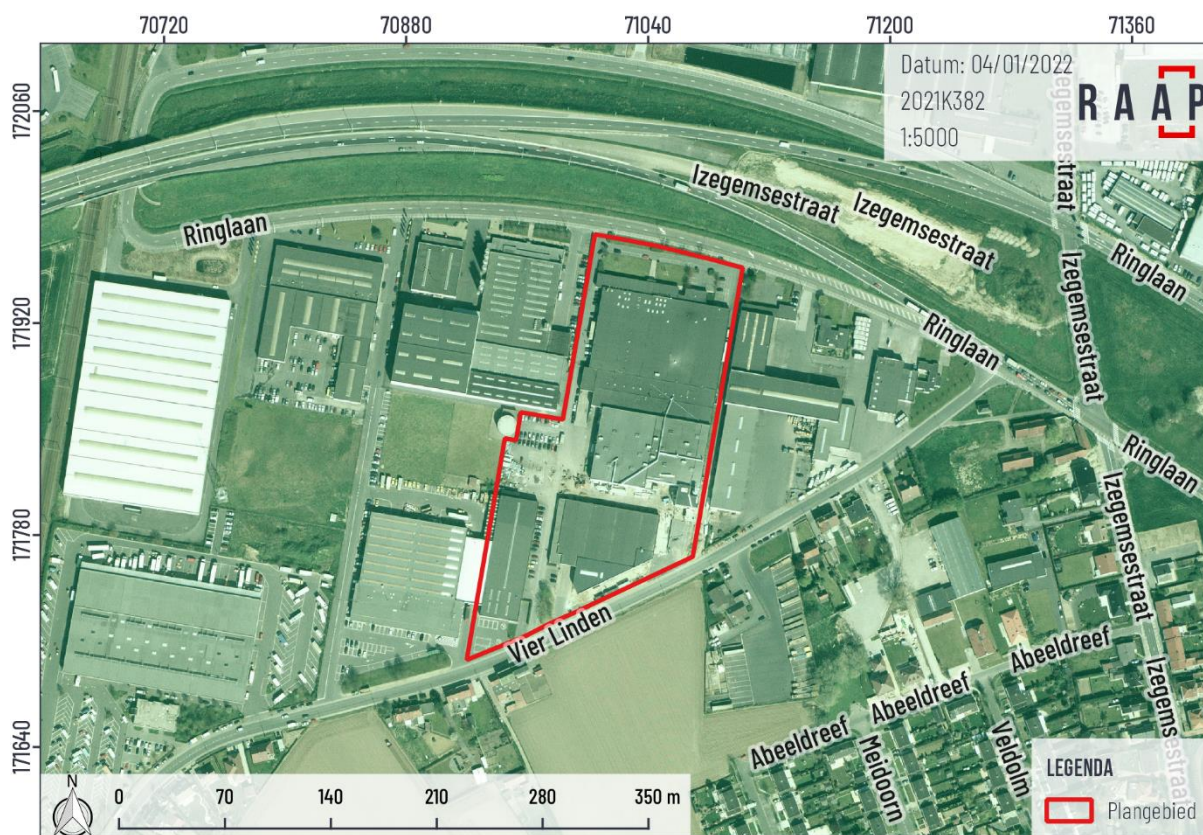 70720
70880
71040
71200
71360
172060
171920
171780
171640
Datum: 04/01/2022
2021K382
1:5000
RAAP
Izegemsestraat
Izegemsestraat
Izegemsestraat
Ringlaan
Ringlaan
Izegemsestraat
Ringlaan
Ringlaan
Izegemsestraat
Vier Linden
Abeeldreef
Abeeldreef
Abeeldreef
Izegemsestraat
Meidoorn
Veldolm
N
0 70 140 210 280 350 m
LEGENDA
Plangebied